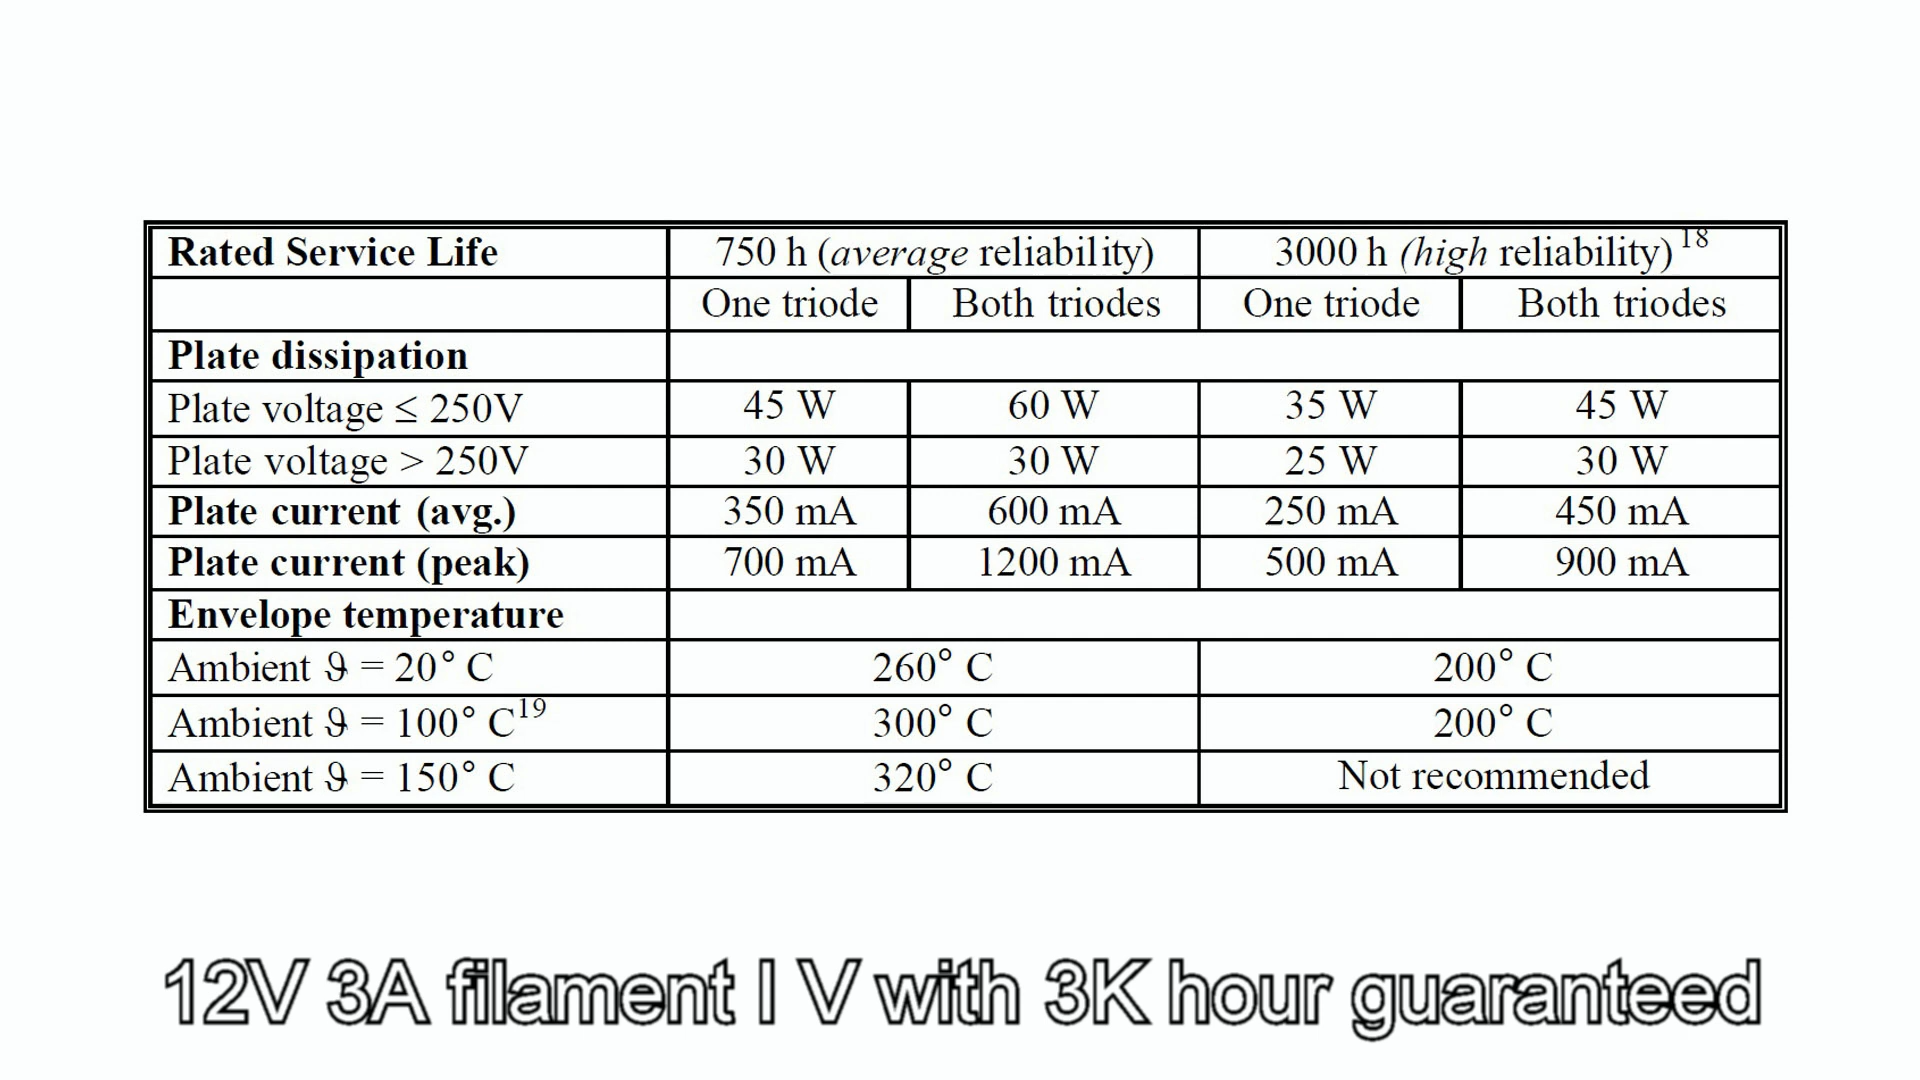 Rated Service Life 750 h (average reliability) 3000 h (high reliability) 18
One triode Both triodes One triode Both triodes
Plate dissipation
Plate voltage ≤ 250V 45 W 60 W 35 W 45 W
Plate voltage > 250V 30 W 30 W 25 W 30 W
Plate current (avg.) 350 mA 600 mA 250 mA 450 mA
Plate current (peak) 700 mA 1200 mA 500 mA 900 mA
Envelope temperature
Ambient ϑ = 20° C 260° C 200° C
Ambient ϑ = 100° C19 300° C 200° C
Ambient ϑ = 150° C 320° C Not recommended
12V 3A filament I V with 3K hour guaranteed